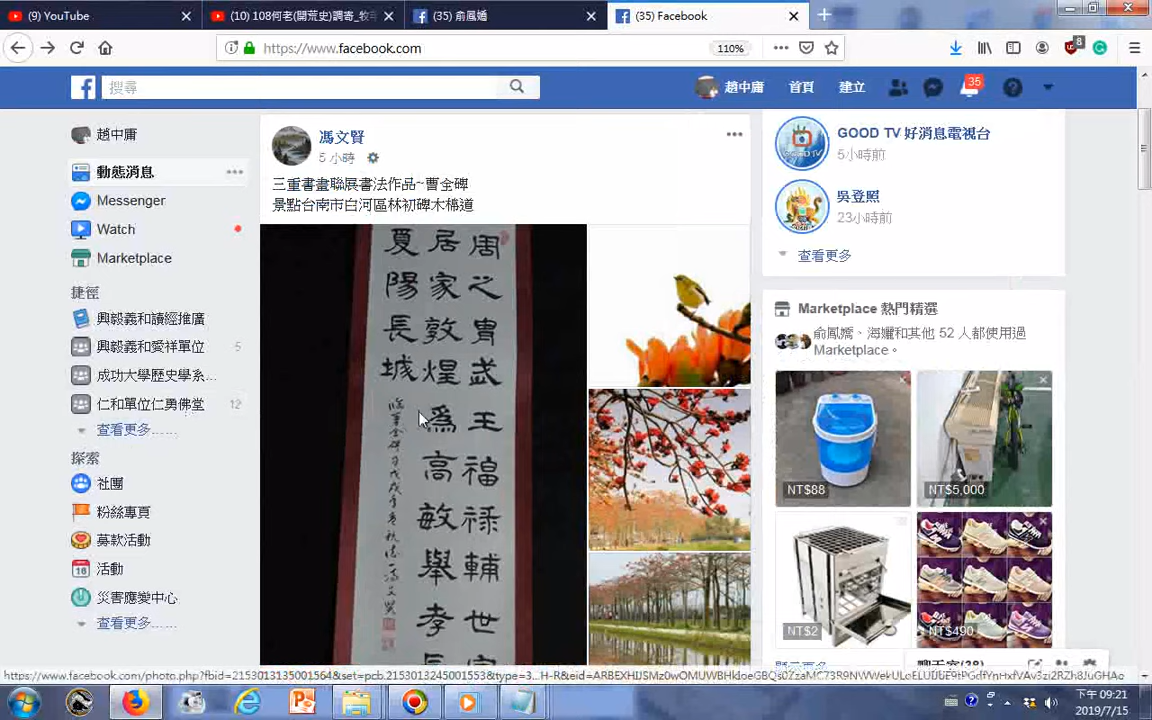 (9) YouTube
(10) 108何老(開荒史)調寄_牧
(35) 俞鳳嬌
(35) Facebook
https://www.facebook.com
110%
8
搜尋
趙中庸
首頁
建立
35
趙中庸
動態消息
Messenger
Watch
Marketplace
捷徑
興毅義和讀經推廣
興毅義和愛祥單位
5
成功大學歷史學系...
仁和單位仁勇佛堂
12
查看更多......
探索
社團
粉絲專頁
募款活動
活動
災害應變中心
查看更多......
馮文賢
5 小時
三重書畫聯展書法作品~曹全碑
景點台南市白河區林初碑木棉道
周之冑武王福祿輔世
居家敦煌為高敏舉孝
夏陽長城
GOOD TV 好消息電視台
5小時前
吳登照
23小時前
查看更多
Marketplace 熱門精選
俞鳳嬌、海孋和其他 52 人都使用過
Marketplace。
NT$88
NT$5,000
NT$2
NT$490
下午 09:21
2019/7/15